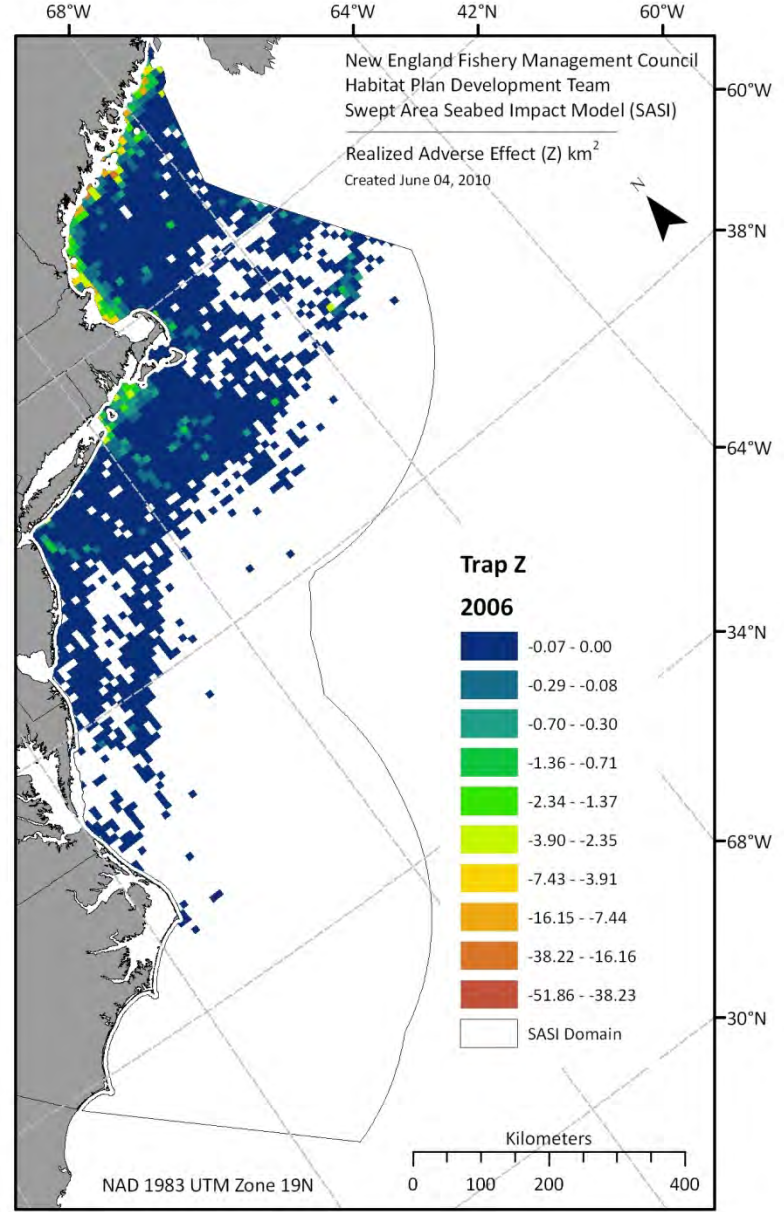 68°W 64°W 42°N 60°W
New England Fishery Management Council
Habitat Plan Development Team
Swept Area Seabed Impact Model (SASI)
Realized Adverse Effect (Z) km²
Created June 04, 2010
N
60°N
38°N
64°W
34°N
68°W
30°N
Trap Z
2006
-0.07 - 0.00
-0.29 - -0.08
-0.70 - -0.30
-1.36 - -0.71
-2.34 - -1.37
-3.90 - -2.35
-7.43 - -3.91
-16.15 - -7.44
-38.22 - -16.16
-51.86 - -38.23
SASI Domain
Kilometers
0 100 200 400
NAD 1983 UTM Zone 19N